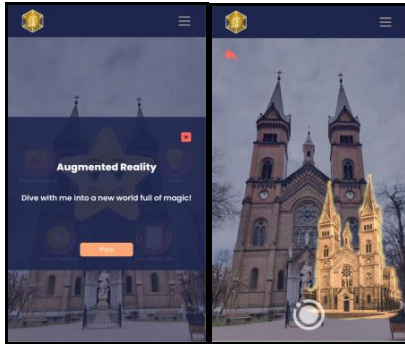 Augmented Reality
Dive with me into a new world full of magic!
Play